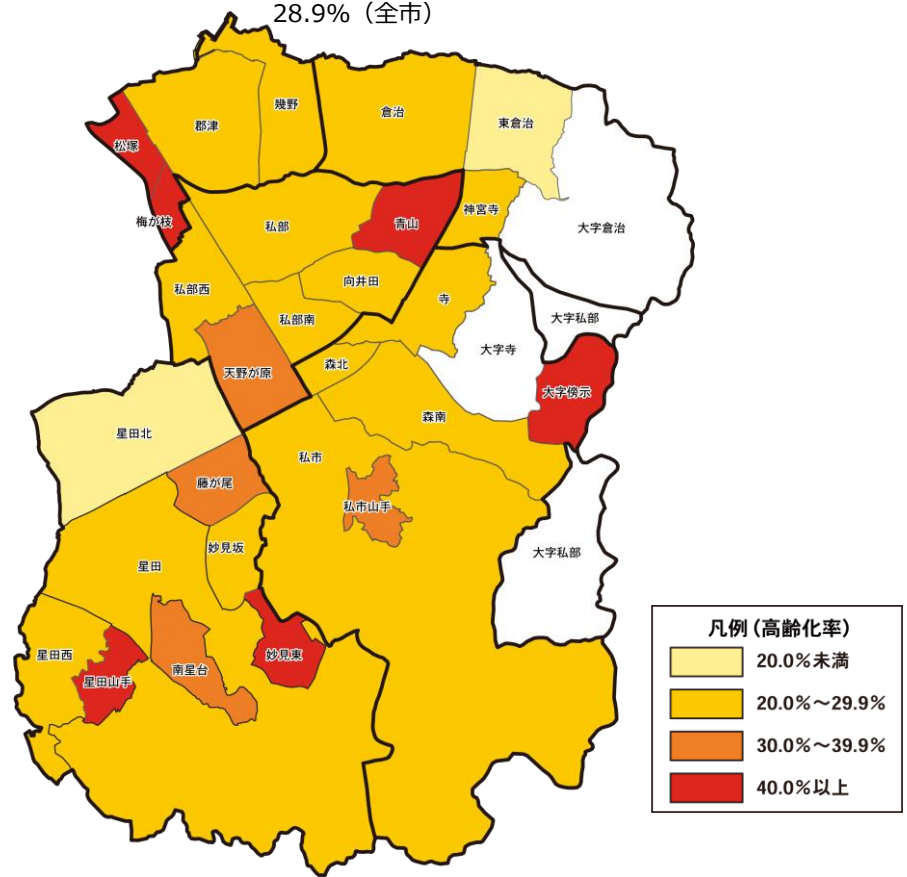 28.9%（全市）
幾野
郡津
倉治
東倉治
松塚
梅が枝
私部
青山
神宮寺
大字倉治
私部西
向井田
寺
私部南
大字私部
大字寺
森北
天野が原
大字傍示
森南
星田北
私市
藤が尾
私市山手
妙見坂
大字私部
星田
星田西
妙見東
南星台
星田山手
凡例（高齢化率）
20.0%未満
20.0%～29.9%
30.0%～39.9%
40.0%以上